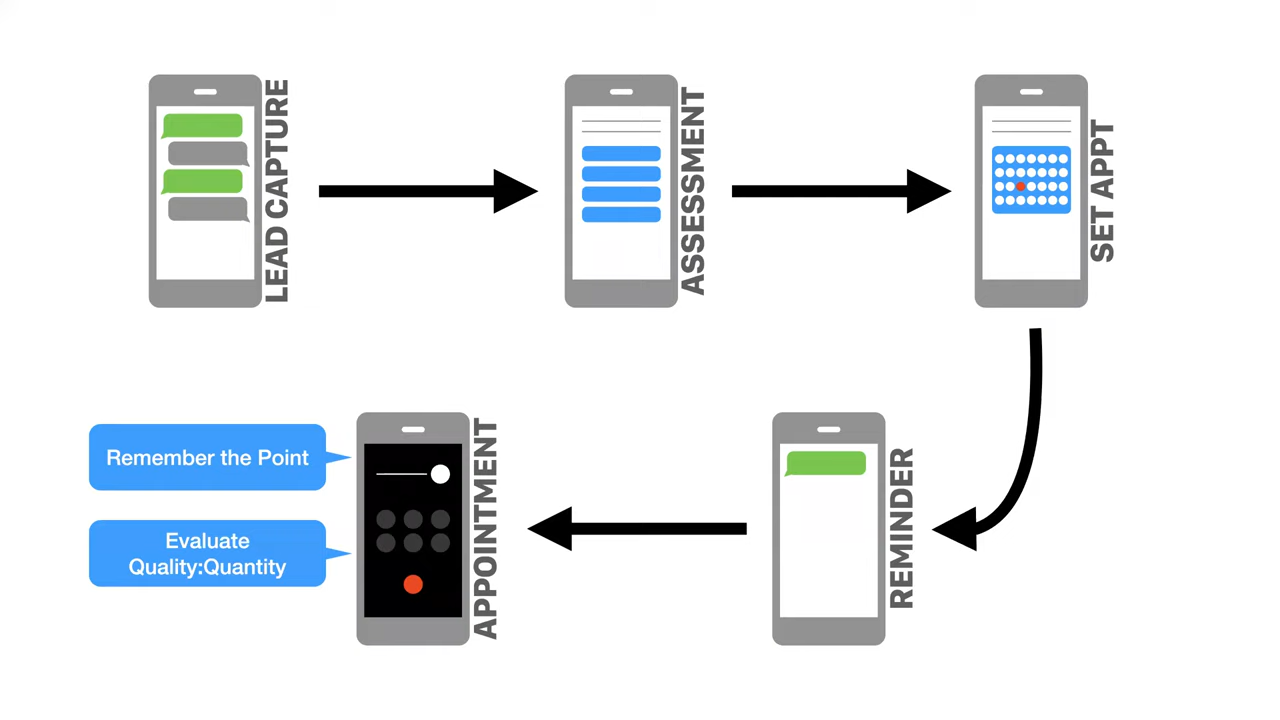 LEAD CAPTURE
ASSESSMENT
SET APPT
Remember the Point
Evaluate
Quality:Quantity
APPOINTMENT
REMINDER